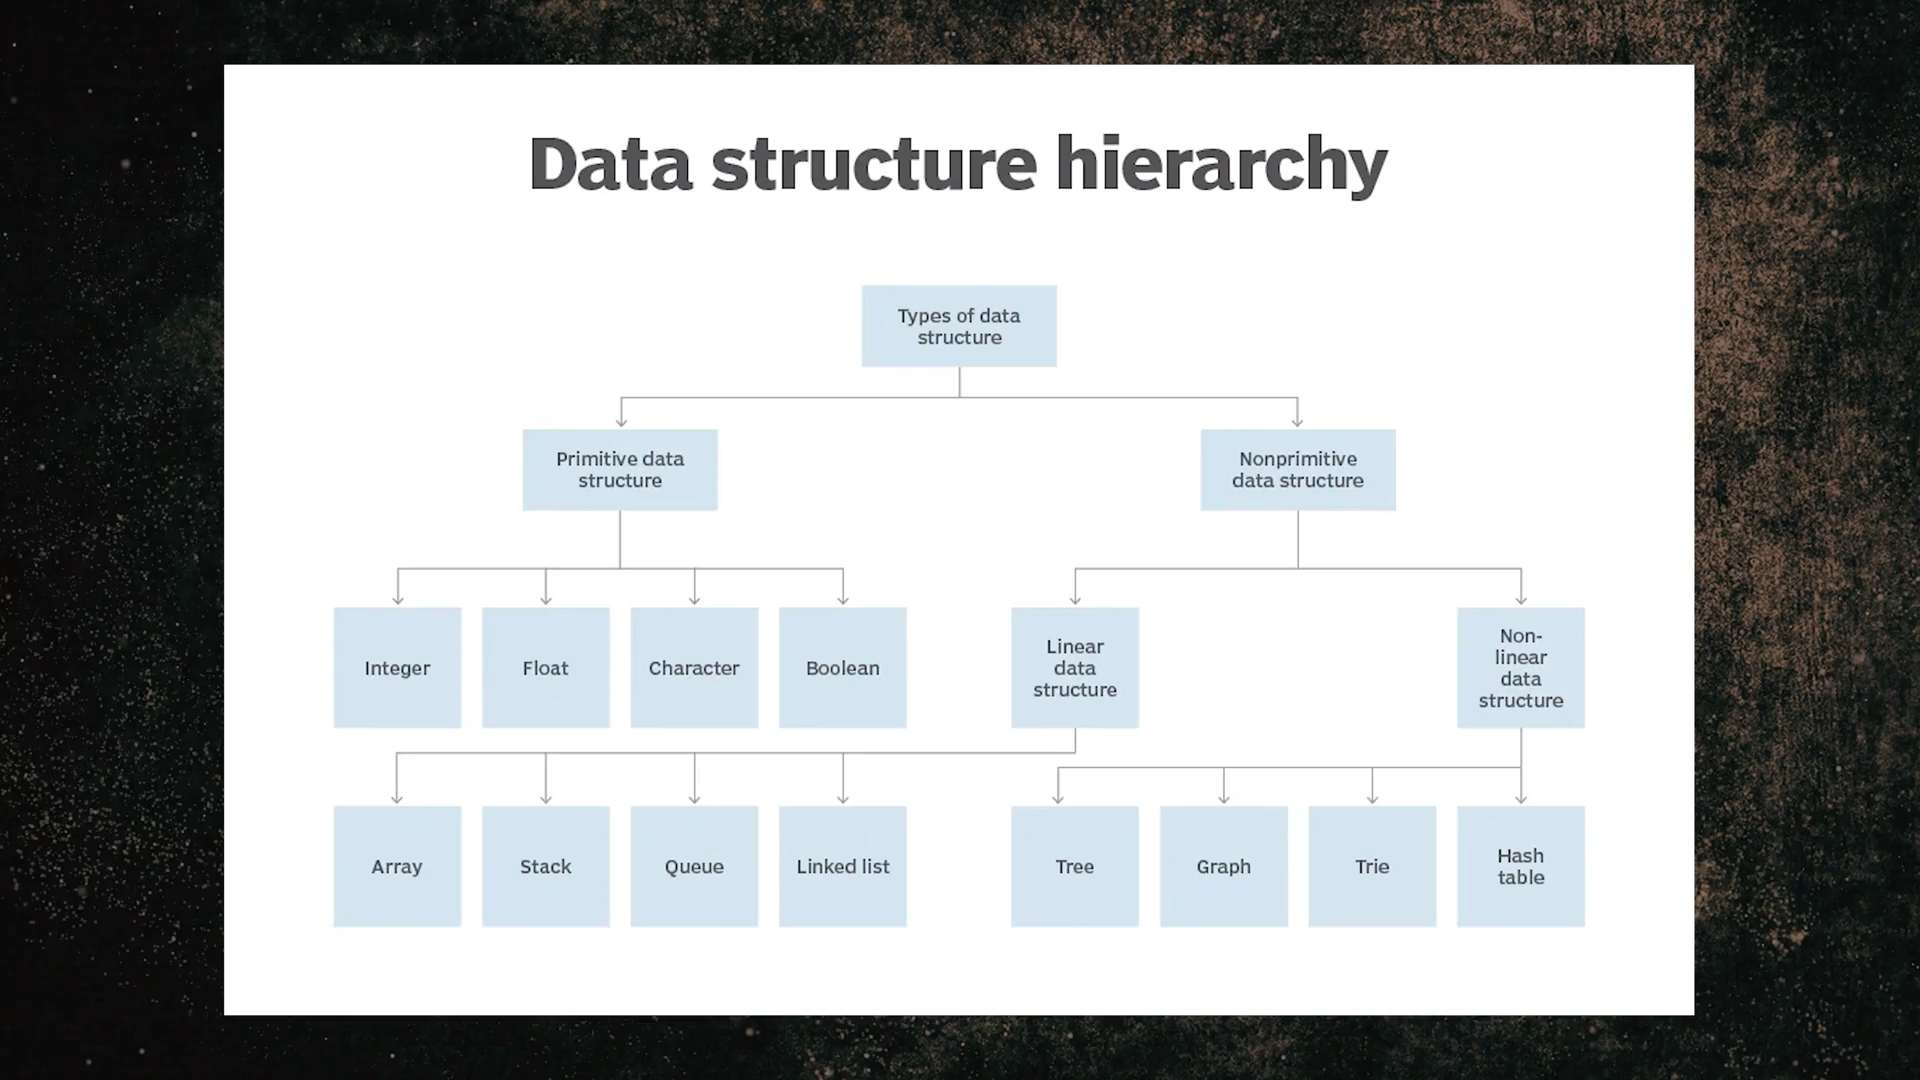 Data structure hierarchy
Types of data
structure
Primitive data
structure
Nonprimitive
data structure
Integer
Float
Character
Boolean
Linear
data
structure
Non-
linear
data
structure
Array
Stack
Queue
Linked list
Tree
Graph
Trie
Hash
table